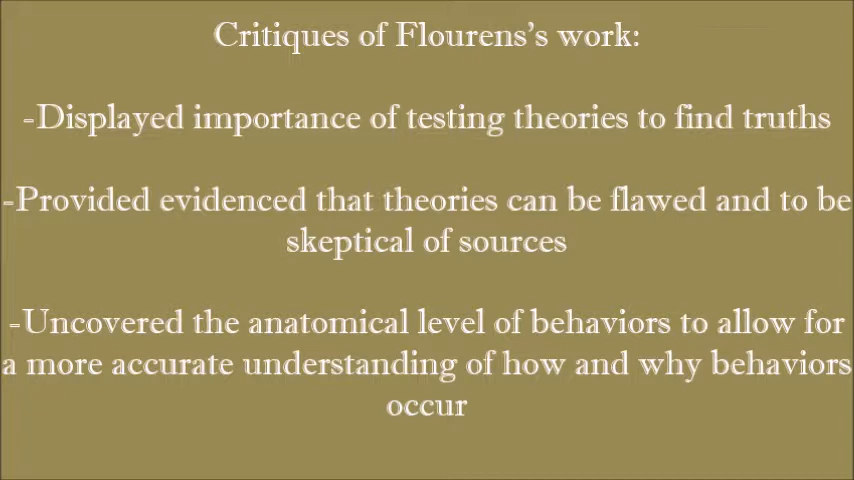 Critiques of Flourens’s work:
-Displayed importance of testing theories to find truths
-Provided evidenced that theories can be flawed and to be
skeptical of sources
-Uncovered the anatomical level of behaviors to allow for
a more accurate understanding of how and why behaviors
occur